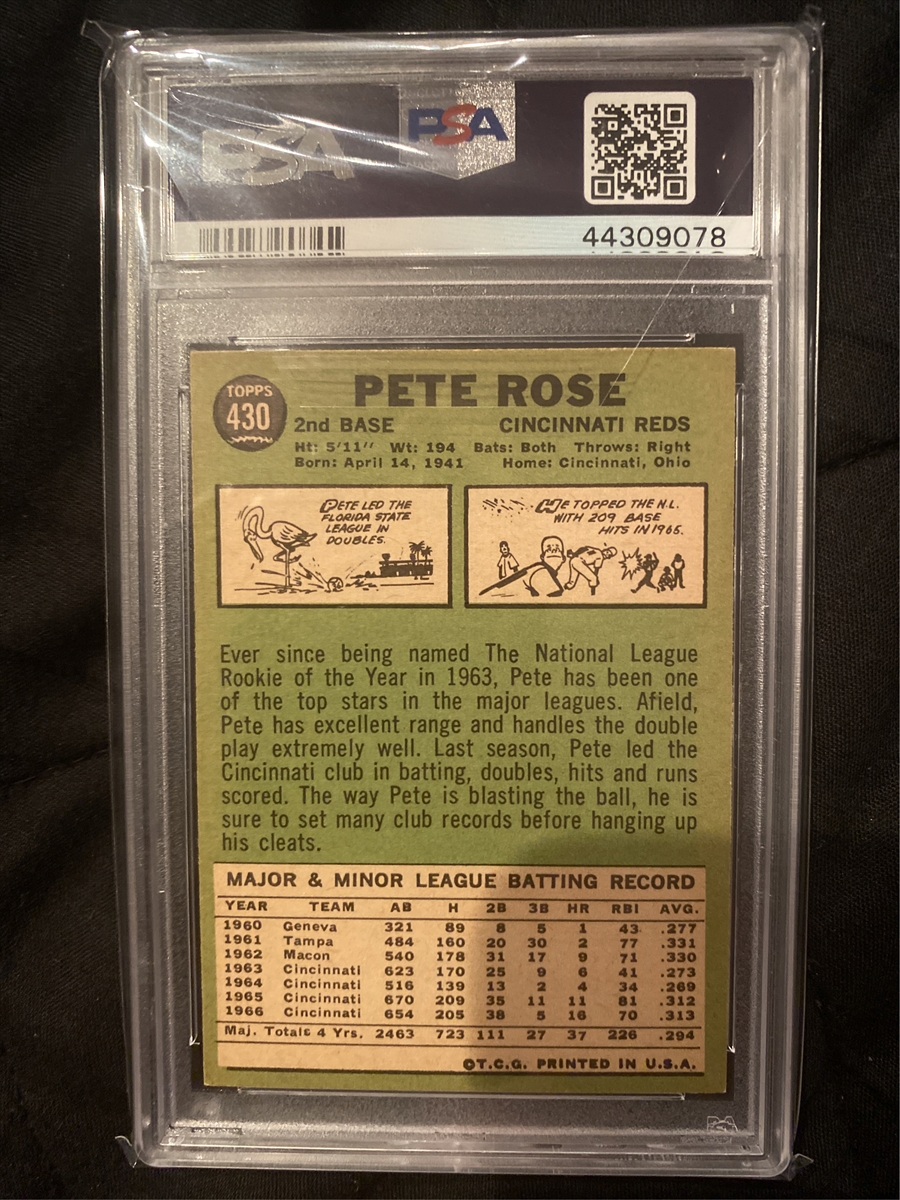 PSA
PSA
44309078
TOPPS
430
PETE ROSE
2nd BASE CINCINNATI REDS
Ht: 5'11" Wt: 194 Bats: Both Throws: Right
Born: April 14, 1941 Home: Cincinnati, Ohio
PETE LED THE
FLORIDA STATE
LEAGUE IN
DOUBLES.
HE TOPPED THE N.L.
WITH 209 BASE
HITS IN 1965.
Ever since being named The National League
Rookie of the Year in 1963, Pete has been one
of the top stars in the major leagues. Afield,
Pete has excellent range and handles the double
play extremely well. Last season, Pete led the
Cincinnati club in batting, doubles, hits and runs
scored. The way Pete is blasting the ball, he is
sure to set many club records before hanging up
his cleats.
MAJOR & MINOR LEAGUE BATTING RECORD
YEAR TEAM AB H 2B 3B HR RBI AVG.
1960 Geneva 321 89 8 5 1 43 .277
1961 Tampa 484 160 20 30 2 77 .331
1962 Macon 540 178 31 17 9 71 .330
1963 Cincinnati 623 170 25 9 6 41 .273
1964 Cincinnati 516 139 13 2 4 34 .269
1965 Cincinnati 670 209 35 11 11 81 .312
1966 Cincinnati 654 205 38 5 16 70 .313
Maj. Totals 4 Yrs. 2463 723 111 27 37 226 .294
©T.C.G. PRINTED IN U.S.A.